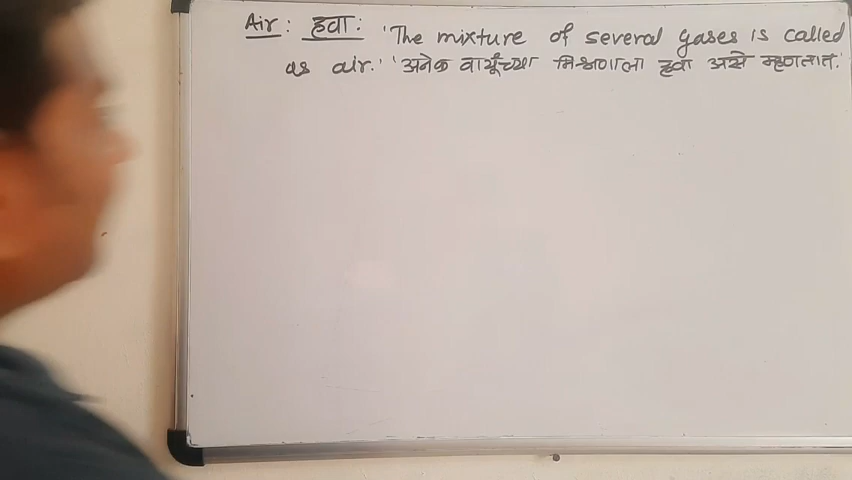 Air: हवा: 'The mixture of several gases is called
as air.' 'अनेक वायूंच्या मिश्रणाला हवा असे म्हणतात.'